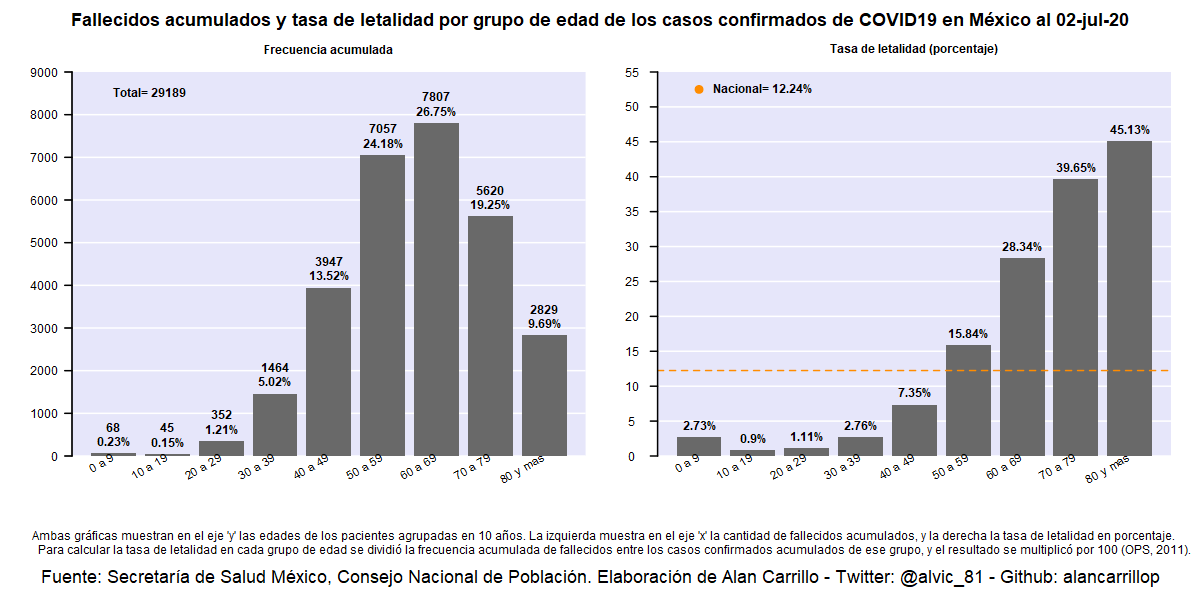 Fallecidos acumulados y tasa de letalidad por grupo de edad de los casos confirmados de COVID19 en México al 02-jul-20
Frecuencia acumulada
9000
8000
7000
6000
5000
4000
3000
2000
1000
0
Total= 29189
68
0.23%
45
0.15%
352
1.21%
1464
5.02%
3947
13.52%
7057
24.18%
7807
26.75%
5620
19.25%
2829
9.69%
0 a 9
10 a 19
20 a 29
30 a 39
40 a 49
50 a 59
60 a 69
70 a 79
80 y mas
Tasa de letalidad (porcentaje)
55
50
45
40
35
30
25
20
15
10
5
0
Nacional= 12.24%
2.73%
0.9%
1.11%
2.76%
7.35%
15.84%
28.34%
39.65%
45.13%
0 a 9
10 a 19
20 a 29
30 a 39
40 a 49
50 a 59
60 a 69
70 a 79
80 y mas
Ambas gráficas muestran en el eje 'y' las edades de los pacientes agrupadas en 10 años. La izquierda muestra en el eje 'x' la cantidad de fallecidos acumulados, y la derecha la tasa de letalidad en porcentaje.
Para calcular la tasa de letalidad en cada grupo de edad se dividió la frecuencia acumulada de fallecidos entre los casos confirmados acumulados de ese grupo, y el resultado se multiplicó por 100 (OPS, 2011).
Fuente: Secretaría de Salud México, Consejo Nacional de Población. Elaboración de Alan Carrillo - Twitter: @alvic_81 - Github: alancarrillop